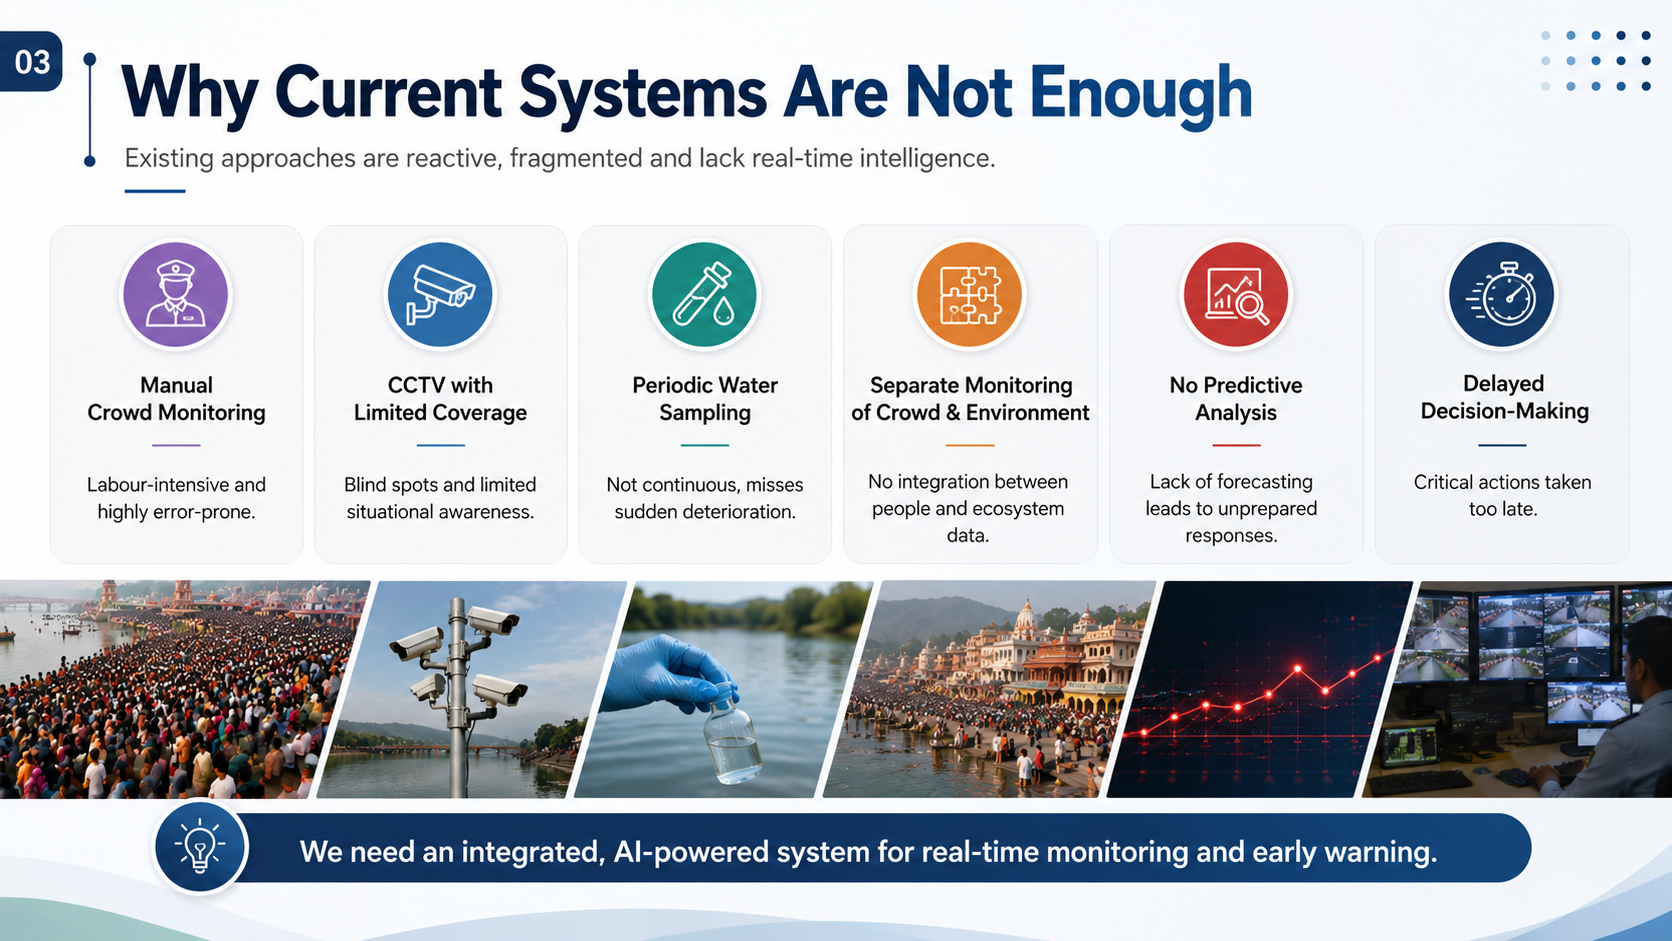 03
Why Current Systems Are Not Enough
Existing approaches are reactive, fragmented and lack real-time intelligence.
Manual
Crowd Monitoring
Labour-intensive and
highly error-prone.
CCTV with
Limited Coverage
Blind spots and limited
situational awareness.
Periodic Water
Sampling
Not continuous, misses
sudden deterioration.
Separate Monitoring
of Crowd & Environment
No integration between
people and ecosystem
data.
No Predictive
Analysis
Lack of forecasting
leads to unprepared
responses.
Delayed
Decision-Making
Critical actions taken
too late.
We need an integrated, AI-powered system for real-time monitoring and early warning.